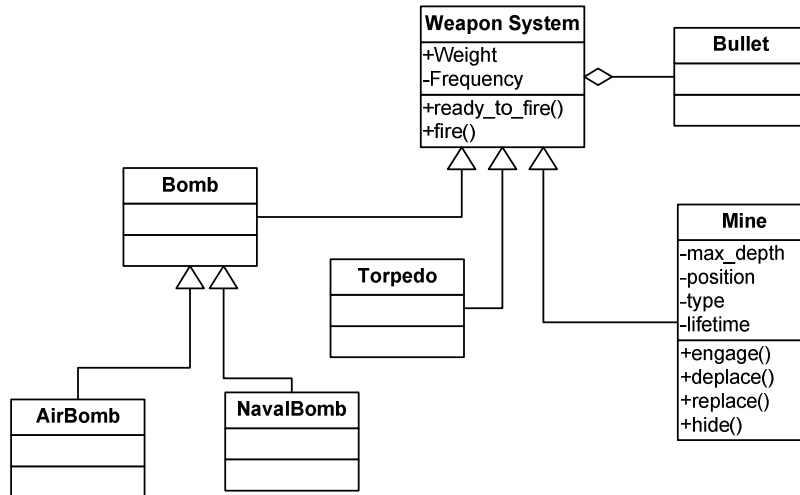 Weapon System
+Weight
-Frequency
+ready_to_fire()
+fire()
Bullet
Bomb
Torpedo
Mine
-max_depth
-position
-type
-lifetime
+engage()
+deplace()
+replace()
+hide()
AirBomb
NavalBomb